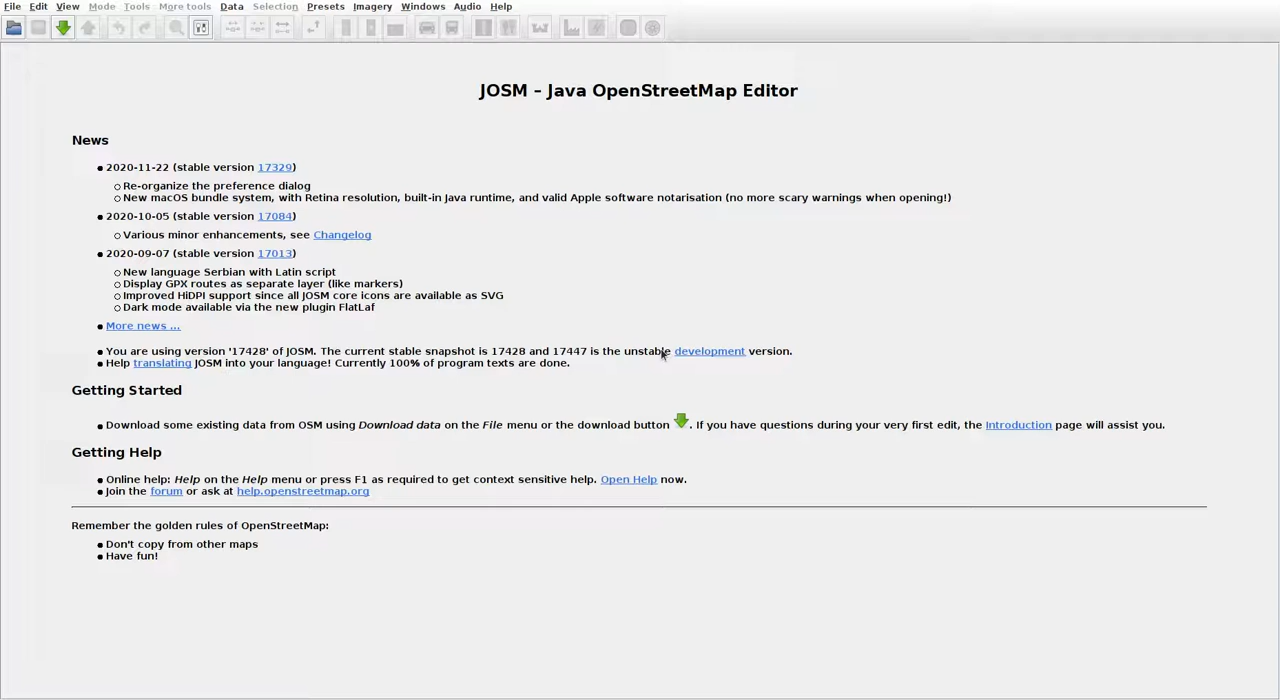 File Edit View Mode Tools More tools Data Selection Presets Imagery Windows Audio Help
JOSM – Java OpenStreetMap Editor
News
2020-11-22 (stable version 17329)
Re-organize the preference dialog
New macOS bundle system, with Retina resolution, built-in Java runtime, and valid Apple software notarisation (no more scary warnings when opening!)
2020-10-05 (stable version 17084)
Various minor enhancements, see Changelog
2020-09-07 (stable version 17013)
New language Serbian with Latin script
Display GPX routes as separate layer (like markers)
Improved HiDPI support since all JOSM core icons are available as SVG
Dark mode available via the new plugin FlatLaf
More news ...
You are using version '17428' of JOSM. The current stable snapshot is 17428 and 17447 is the unstable development version.
Help translating JOSM into your language! Currently 100% of program texts are done.
Getting Started
Download some existing data from OSM using Download data on the File menu or the download button . If you have questions during your very first edit, the Introduction page will assist you.
Getting Help
Online help: Help on the Help menu or press F1 as required to get context sensitive help. Open Help now.
Join the forum or ask at help.openstreetmap.org
Remember the golden rules of OpenStreetMap:
Don't copy from other maps
Have fun!